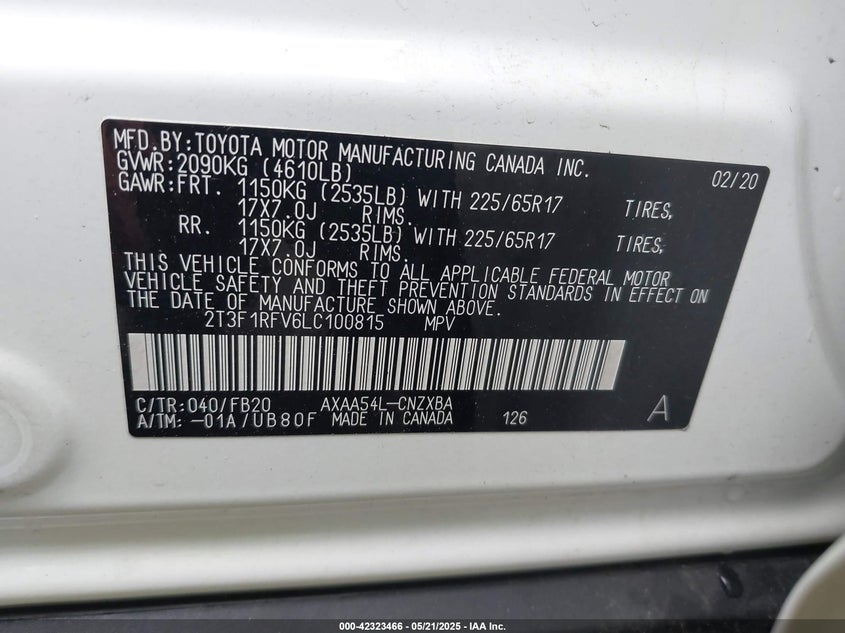 MFD.BY:TOYOTA MOTOR MANUFACTURING CANADA INC.
GVWR:2090KG (4610LB) 02/20
GAWR:FRT. 1150KG (2535LB) WITH 225/65R17 TIRES,
17X7.0J RIMS.
RR. 1150KG (2535LB) WITH 225/65R17 TIRES,
17X7.0J RIMS.
THIS VEHICLE CONFORMS TO ALL APPLICABLE FEDERAL MOTOR
VEHICLE SAFETY AND THEFT PREVENTION STANDARDS IN EFFECT ON
THE DATE OF MANUFACTURE SHOWN ABOVE.
2T3F1RFV6LC100815 MPV
C/TR:040/FB20 AXAA54L-CNZXBA A
A/TM:-01A/UB80F MADE IN CANADA 126
000-42323466 - 05/21/2025 - IAA Inc.